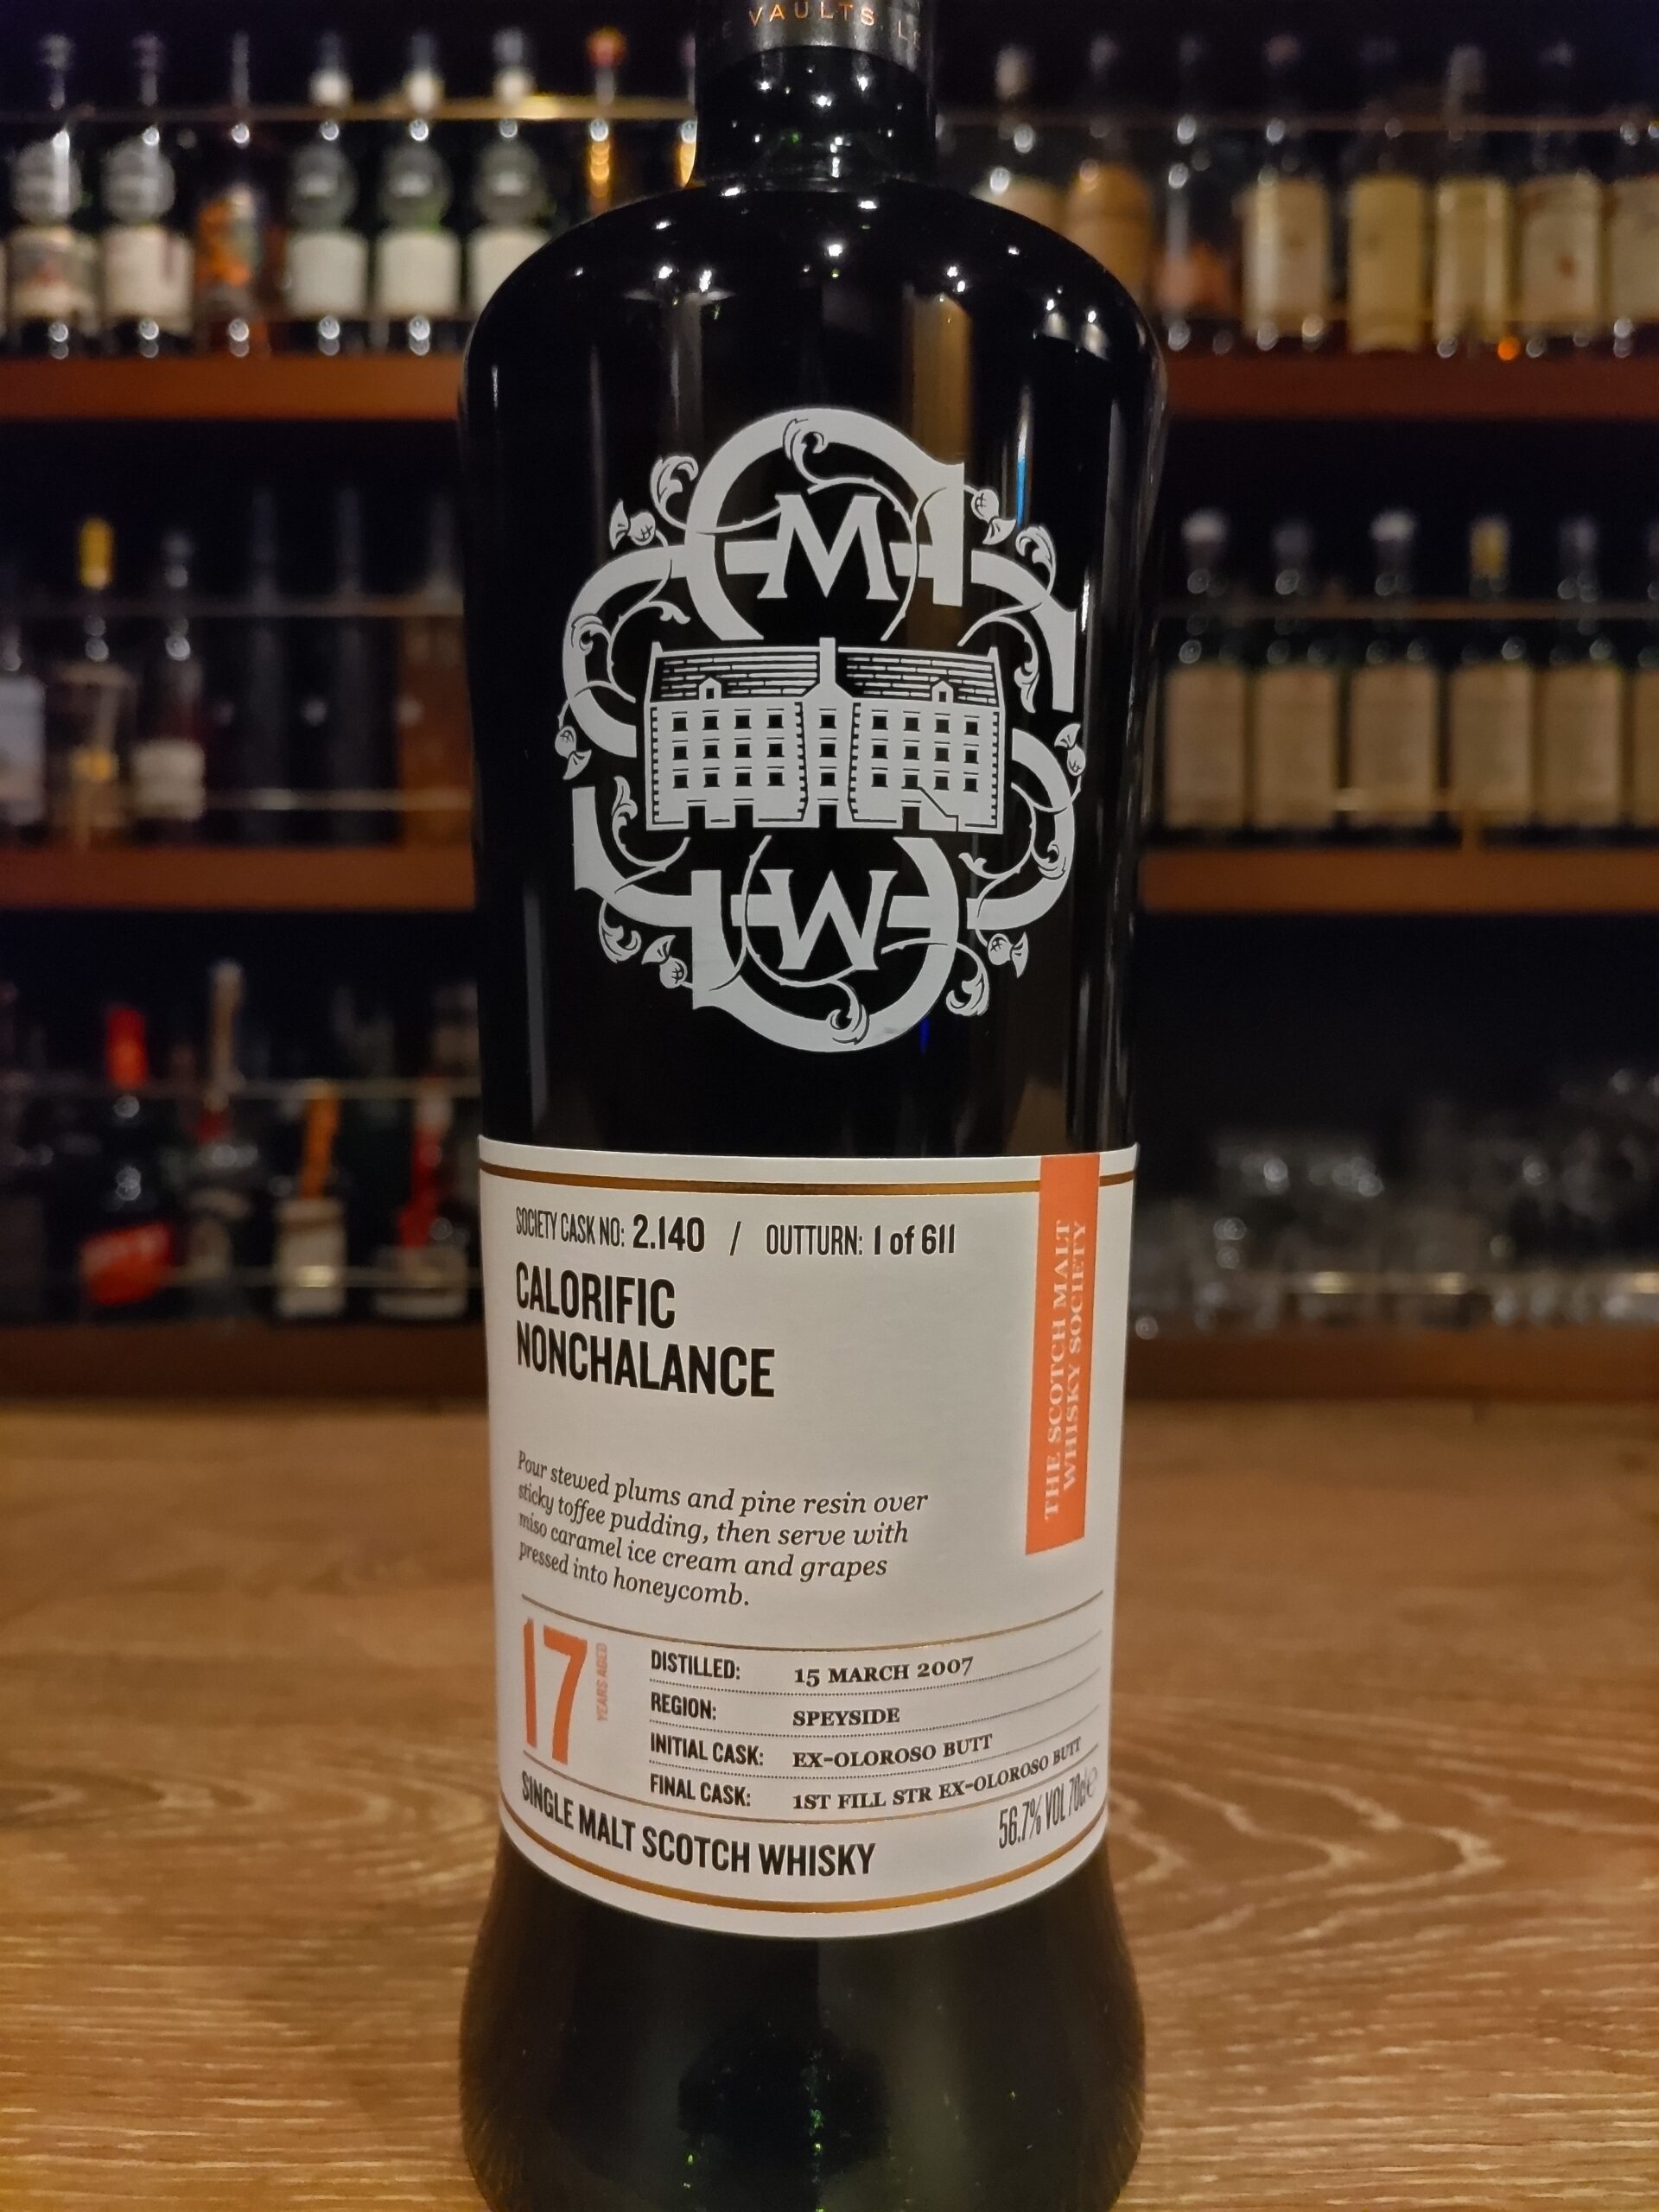 VAULTS
M
M
SOCIETY CASK NO: 2.140 / OUTTURN: 1 of 611
CALORIFIC
NONCHALANCE
THE SCOTCH MALT
WHISKY SOCIETY
Pour stewed plums and pine resin over
sticky toffee pudding, then serve with
miso caramel ice cream and grapes
pressed into honeycomb.
17 YEARS AGED
DISTILLED: 15 MARCH 2007
REGION: SPEYSIDE
INITIAL CASK: EX-OLOROSO BUTT
FINAL CASK: 1ST FILL STR EX-OLOROSO BUTT
SINGLE MALT SCOTCH WHISKY
56.7% VOL 70cl e